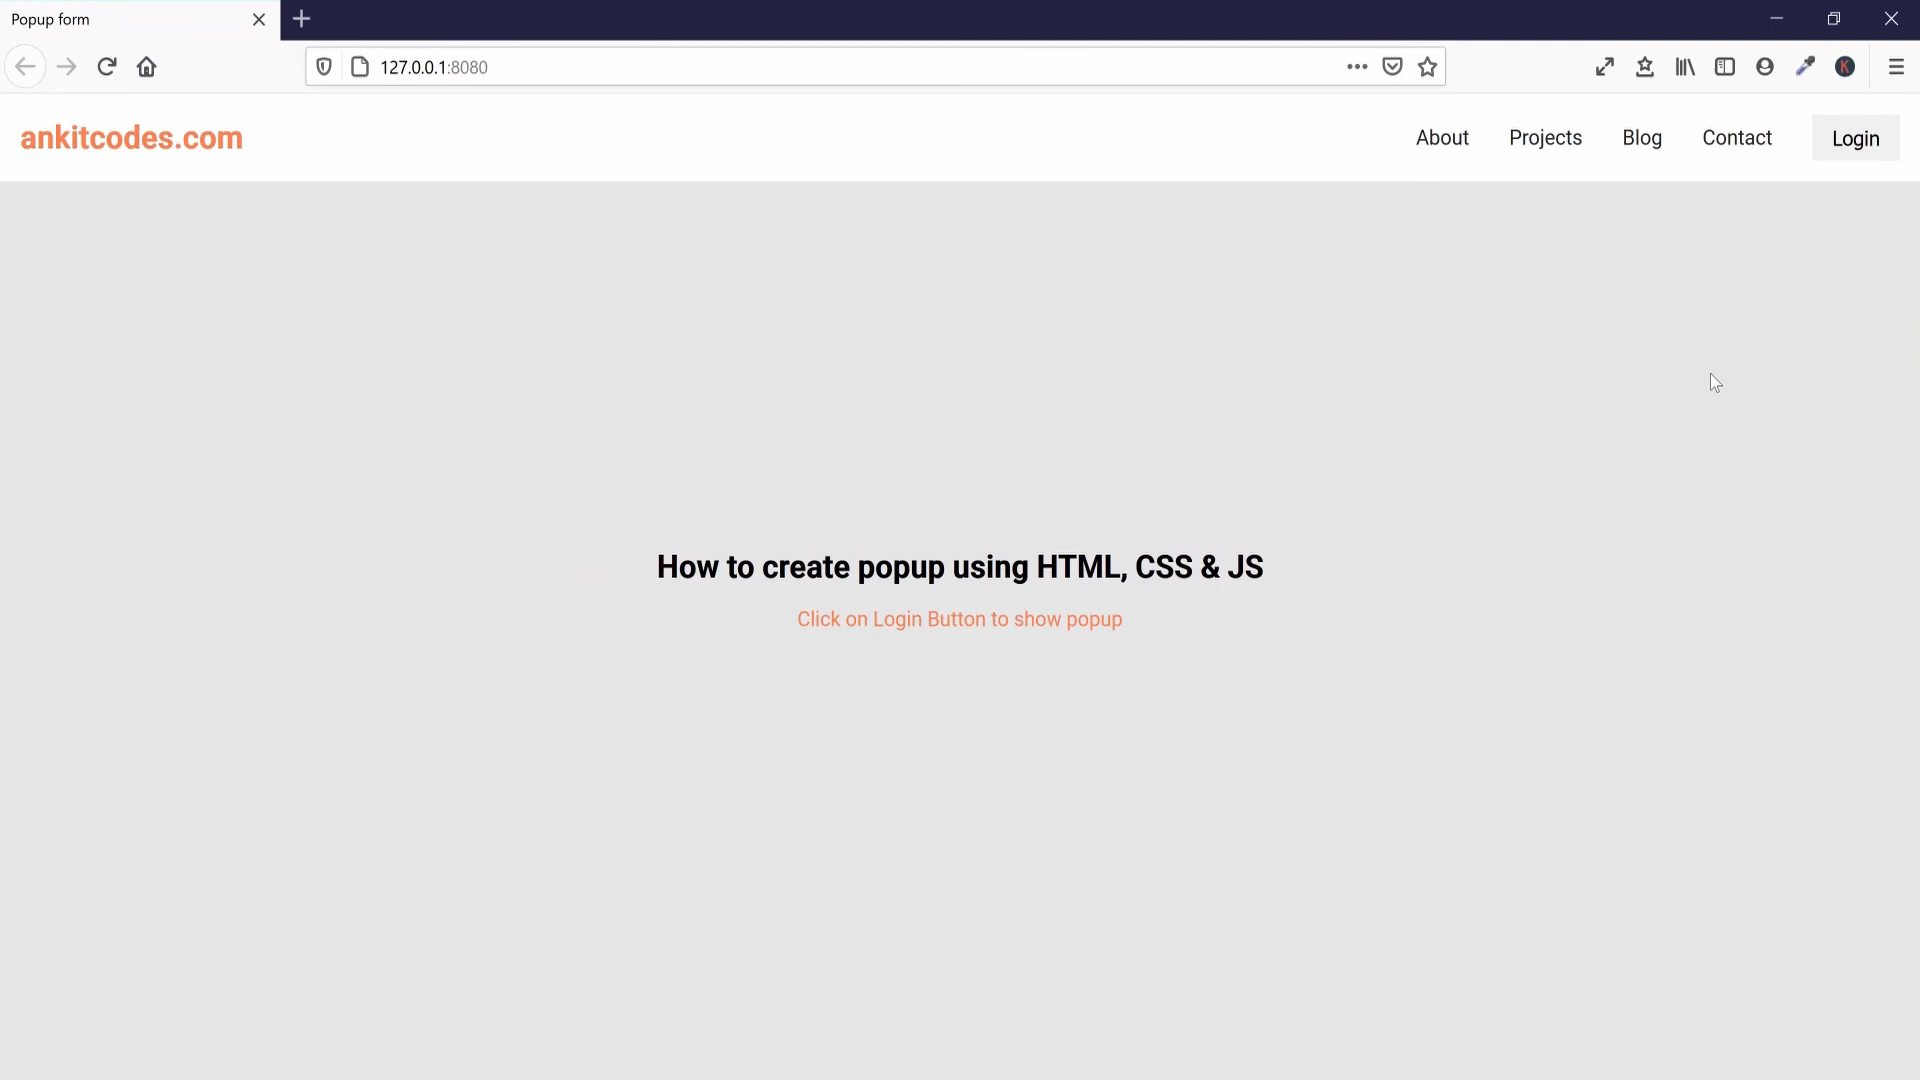 Popup form
127.0.0.1:8080
K
ankitcodes.com
About Projects Blog Contact Login
How to create popup using HTML, CSS & JS
Click on Login Button to show popup